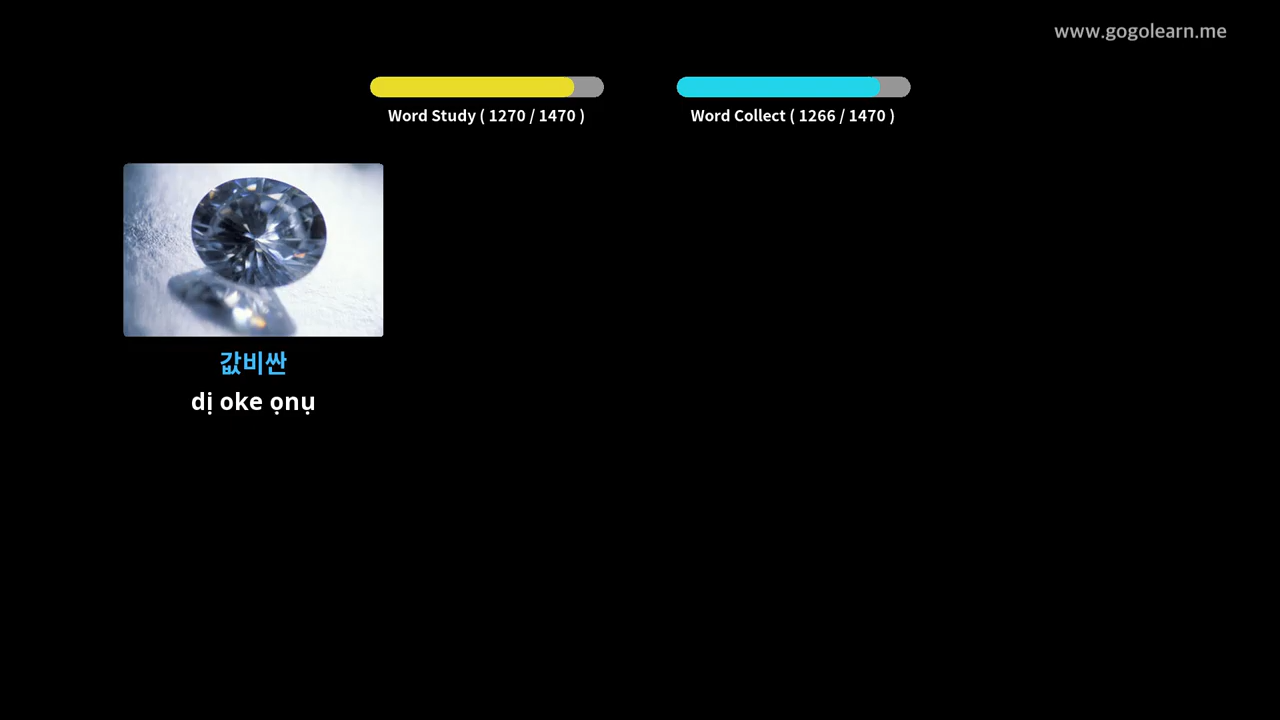 www.gogolearn.me
Word Study ( 1270 / 1470 )
Word Collect ( 1266 / 1470 )
값비싼
dị oke ọnụ